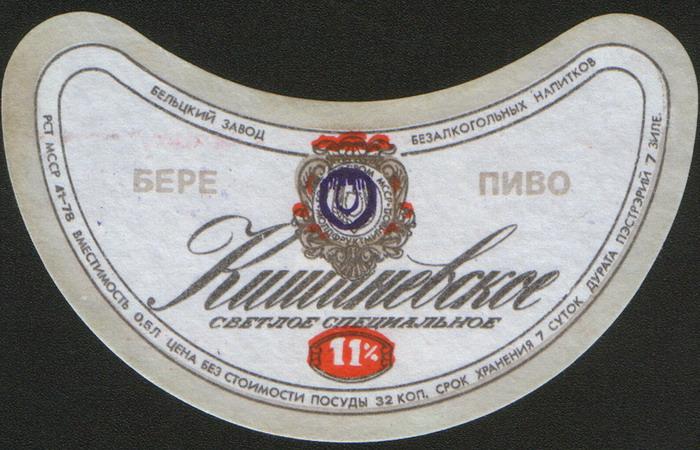 БЕЛЬЦКИЙ ЗАВОД БЕЗАЛКОГОЛЬНЫХ НАПИТКОВ
БЕРЕ ПИВО
Кишиневское
СВЕТЛОЕ СПЕЦИАЛЬНОЕ
11%
РСТ МССР 41-78 ВМЕСТИМОСТЬ 0,5Л. ЦЕНА БЕЗ СТОИМОСТИ ПОСУДЫ 32 КОП. СРОК ХРАНЕНИЯ 7 СУТОК ДУРАТА ПЭСТРЭРИЙ 7 ЗИЛЕ.